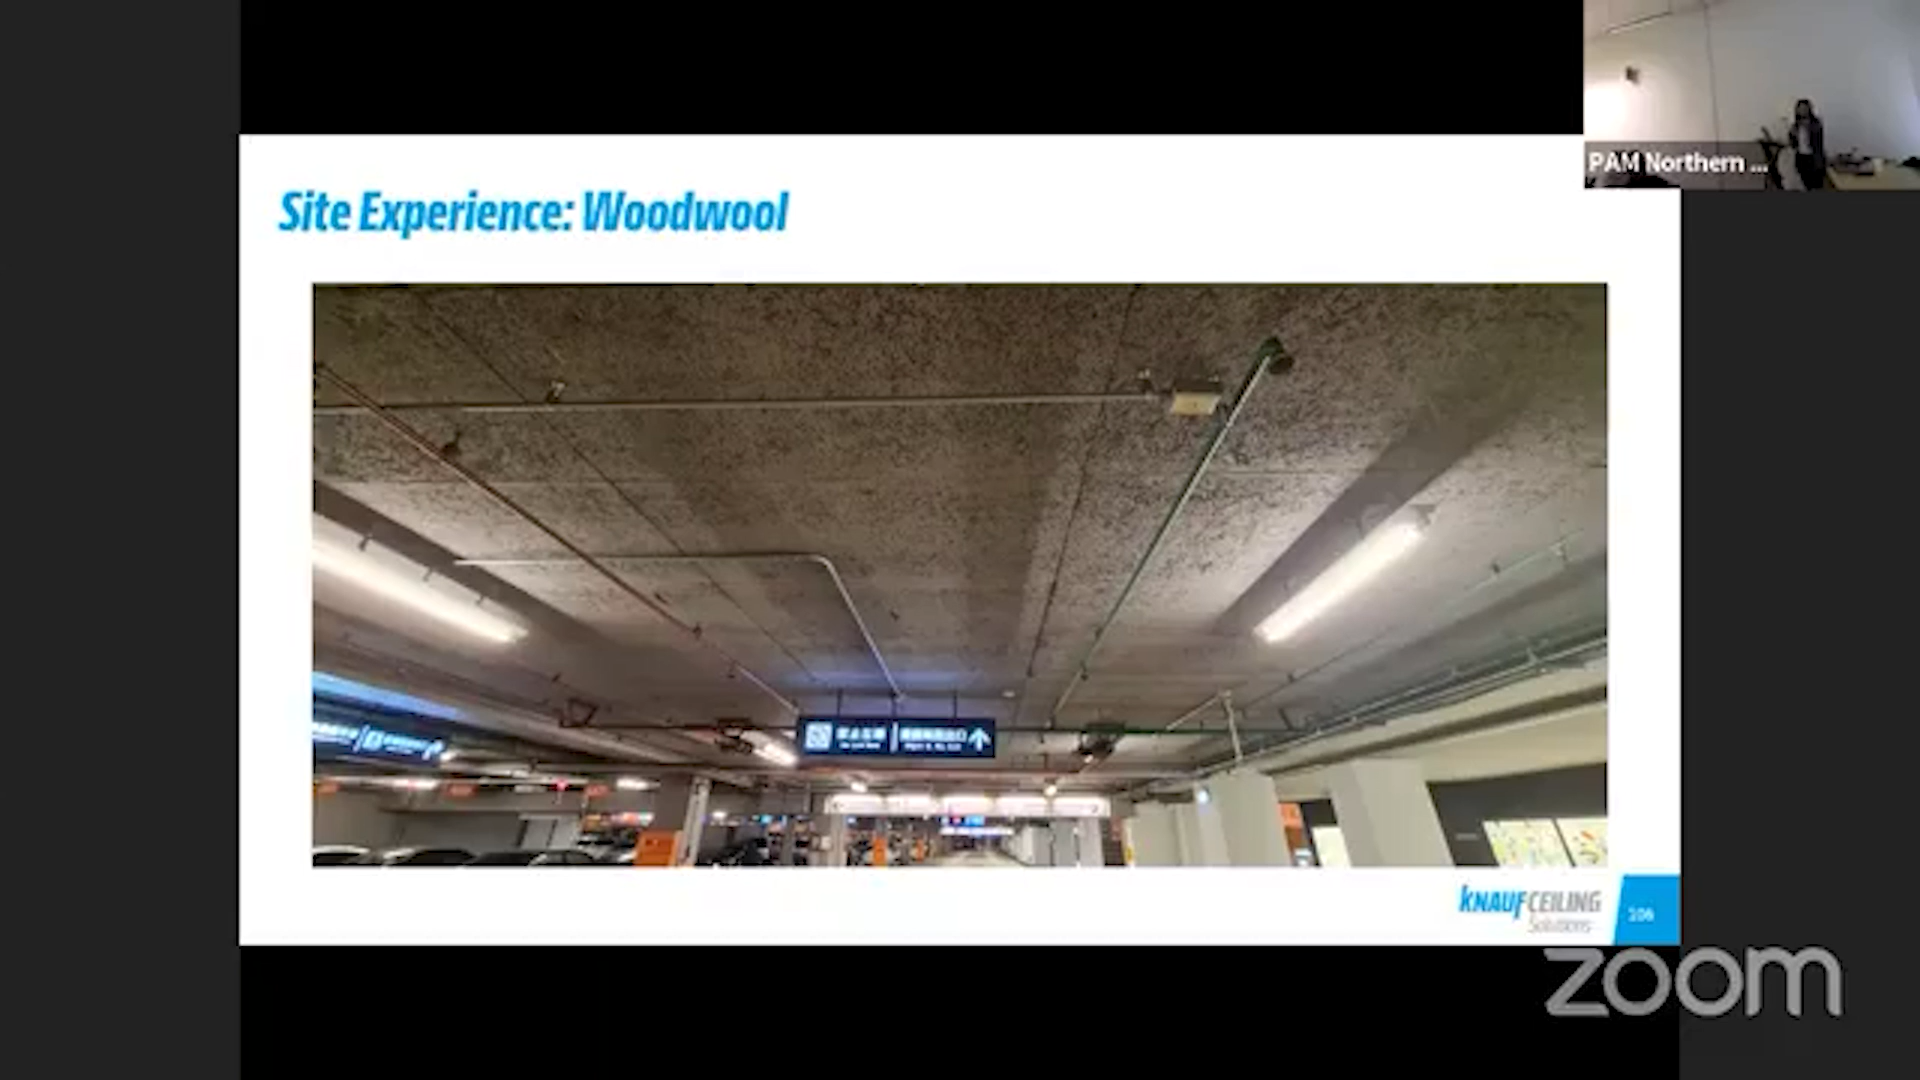 PAM Northern ...
Site Experience: Woodwool
KNAUF CEILING
Solutions
106
zoom